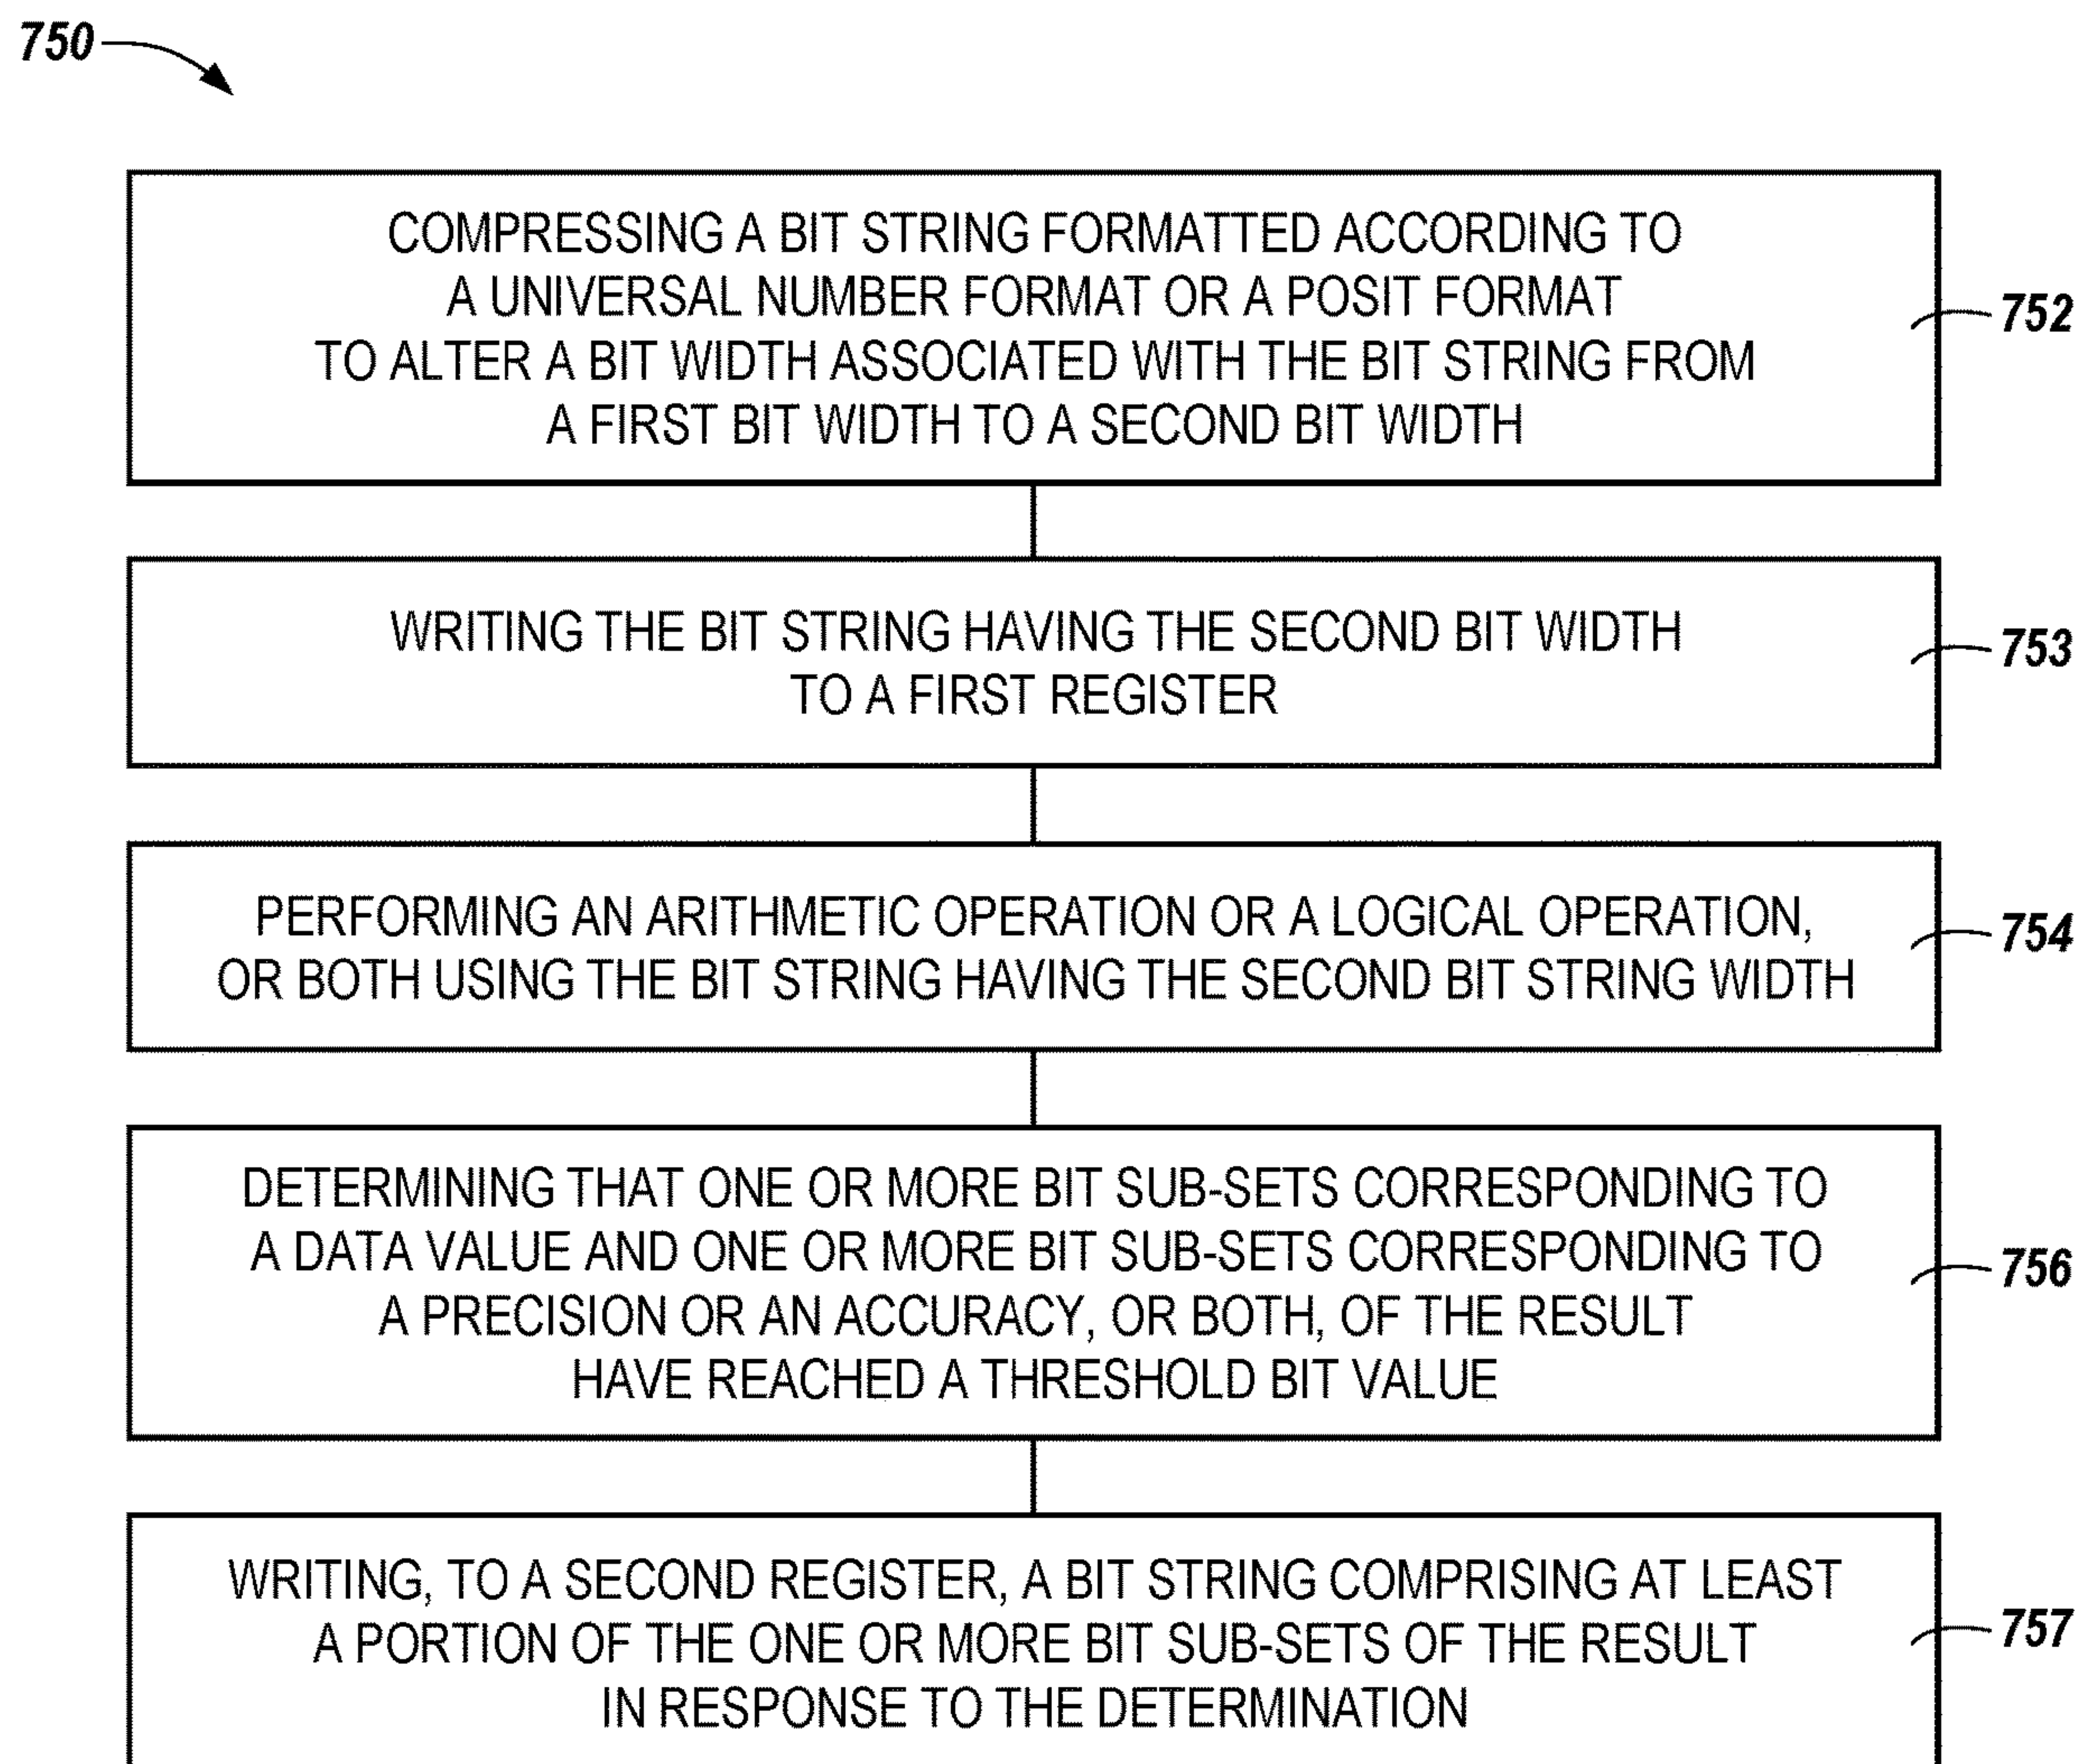 750
COMPRESSING A BIT STRING FORMATTED ACCORDING TO
A UNIVERSAL NUMBER FORMAT OR A POSIT FORMAT
TO ALTER A BIT WIDTH ASSOCIATED WITH THE BIT STRING FROM
A FIRST BIT WIDTH TO A SECOND BIT WIDTH
752
WRITING THE BIT STRING HAVING THE SECOND BIT WIDTH
TO A FIRST REGISTER
753
PERFORMING AN ARITHMETIC OPERATION OR A LOGICAL OPERATION,
OR BOTH USING THE BIT STRING HAVING THE SECOND BIT STRING WIDTH
754
DETERMINING THAT ONE OR MORE BIT SUB-SETS CORRESPONDING TO
A DATA VALUE AND ONE OR MORE BIT SUB-SETS CORRESPONDING TO
A PRECISION OR AN ACCURACY, OR BOTH, OF THE RESULT
HAVE REACHED A THRESHOLD BIT VALUE
756
WRITING, TO A SECOND REGISTER, A BIT STRING COMPRISING AT LEAST
A PORTION OF THE ONE OR MORE BIT SUB-SETS OF THE RESULT
IN RESPONSE TO THE DETERMINATION
757